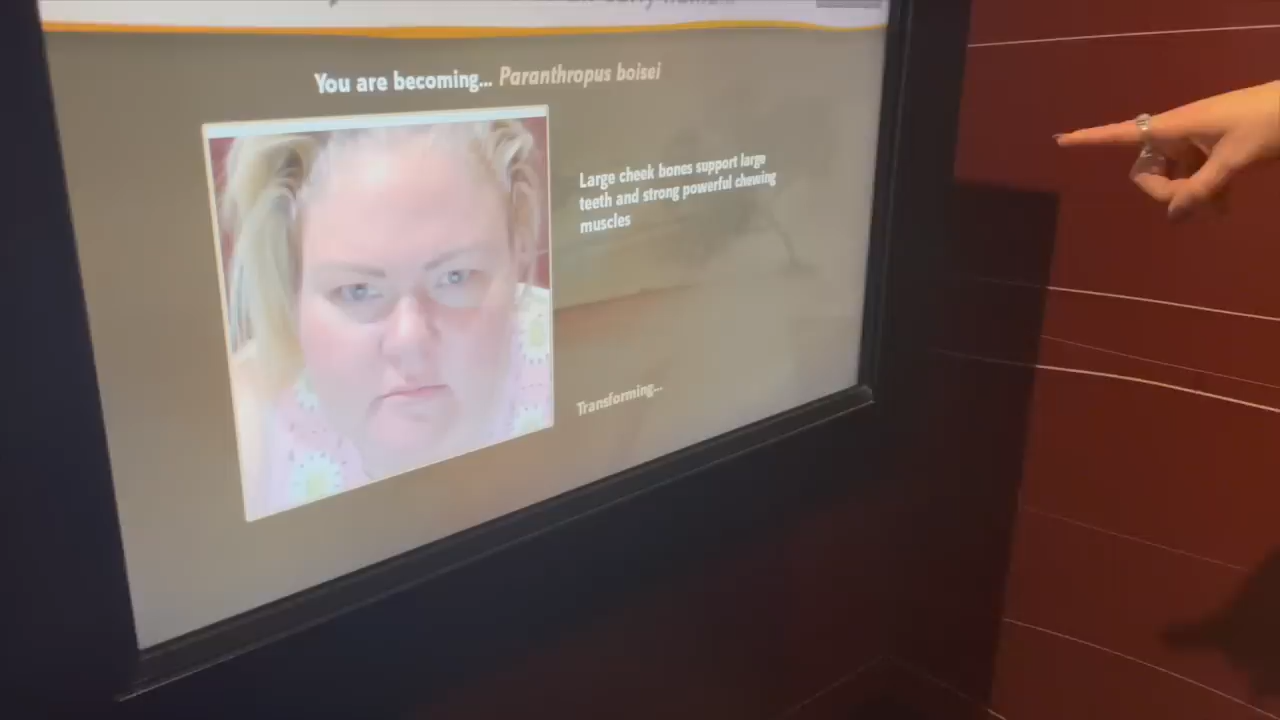 You are becoming... Paranthropus boisei
Large cheek bones support large
teeth and strong powerful chewing
muscles
Transforming...